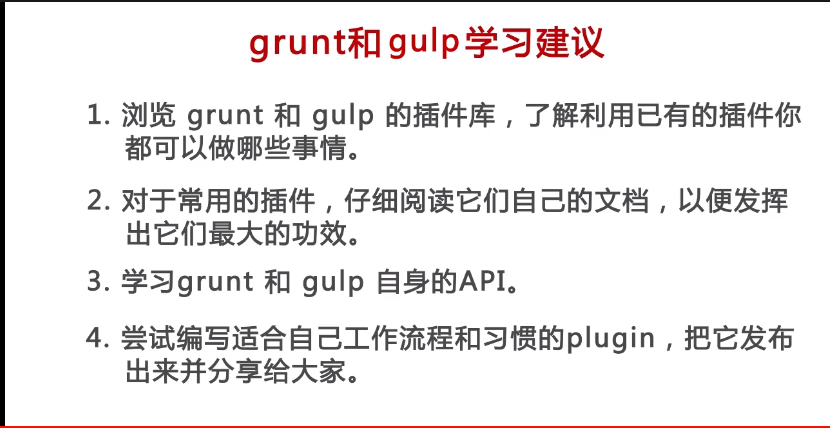 grunt和gulp学习建议
1. 浏览 grunt 和 gulp 的插件库，了解利用已有的插件你
都可以做哪些事情。
2. 对于常用的插件，仔细阅读它们自己的文档，以便发挥
出它们最大的功效。
3. 学习grunt 和 gulp 自身的API。
4. 尝试编写适合自己工作流程和习惯的plugin，把它发布
出来并分享给大家。